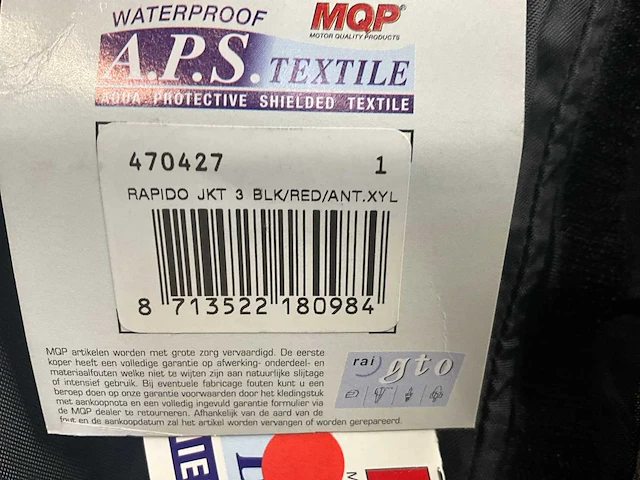 WATERPROOF
MQP
MOTOR QUALITY PRODUCTS
A.P.S. TEXTILE
AQUA PROTECTIVE SHIELDED TEXTILE
470427 1
RAPIDO JKT 3 BLK/RED/ANT.XYL
8 713522 180984
MQP artikelen worden met grote zorg vervaardigd. De eerste
koper heeft een volledige garantie op afwerking- onderdeel- en
materiaalfouten welke niet te wijten zijn aan natuurlijke slijtage
of intensief gebruik. Bij eventuele fabricage fouten kunt u een
beroep doen op onze garantie voorwaarden door het kledingstuk
met aankoopnota en een volledig ingevuld garantie formulier via
de MQP dealer te retourneren. Afhankelijk van de aard van de
fout en de aankoopdatum zal het artikel worden vervangen of worden gerepareerd.
rai gto